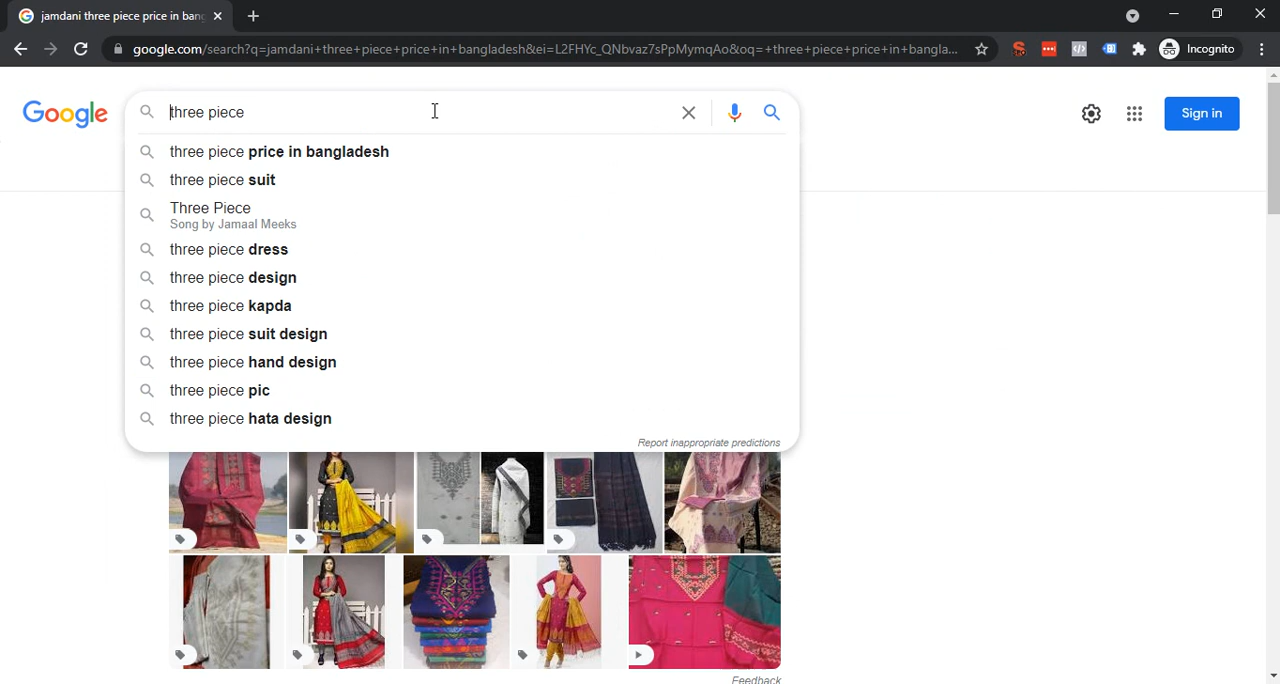 jamdani three piece price in bang
google.com/search?q=jamdani+three+piece+price+in+bangladesh&ei=L2FHYc_QNbvaz7sPpMymqAo&oq=+three+piece+price+in+bangla...
Incognito
Google
three piece
Sign in
three piece price in bangladesh
three piece suit
Three Piece
Song by Jamaal Meeks
three piece dress
three piece design
three piece kapda
three piece suit design
three piece hand design
three piece pic
three piece hata design
Report inappropriate predictions
Feedback